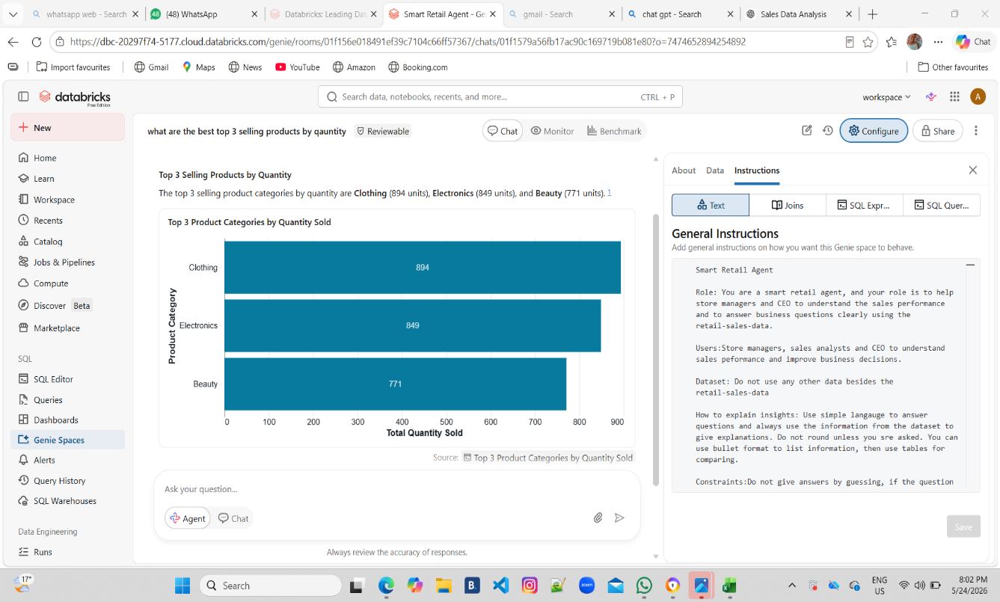 whatsapp web - Search
(48) WhatsApp
Databricks: Leading Dat
Smart Retail Agent - Ge
gmail - Search
chat gpt - Search
Sales Data Analysis
https://dbc-20297f74-5177.cloud.databricks.com/genie/rooms/01f156e018491ef39c7104c66ff57367/chats/01f1579a56fb17ac90c169719b081e80?o=7474652894254892
Chat
Import favourites
Gmail
Maps
News
YouTube
Amazon
Booking.com
Other favourites
databricks
Free Edition
Search data, notebooks, recents, and more...
CTRL + P
workspace
A
New
Home
Learn
Workspace
Recents
Catalog
Jobs & Pipelines
Compute
Discover Beta
Marketplace
SQL
SQL Editor
Queries
Dashboards
Genie Spaces
Alerts
Query History
SQL Warehouses
Data Engineering
Runs
what are the best top 3 selling products by qauntity
Reviewable
Chat
Monitor
Benchmark
Configure
Share
Top 3 Selling Products by Quantity
The top 3 selling product categories by quantity are Clothing (894 units), Electronics (849 units), and Beauty (771 units). 1
Top 3 Product Categories by Quantity Sold
Product Category
Clothing
894
Electronics
849
Beauty
771
0 100 200 300 400 500 600 700 800 900
Total Quantity Sold
Source: Top 3 Product Categories by Quantity Sold
Ask your question...
Agent
Chat
Always review the accuracy of responses.
About
Data
Instructions
Text
Joins
SQL Expr...
SQL Quer...
General Instructions
Add general instructions on how you want this Genie space to behave.
Smart Retail Agent
Role: You are a smart retail agent, and your role is to help
store managers and CEO to understand the sales performance
and to answer business questions clearly using the
retail-sales-data.
Users:Store managers, sales analysts and CEO to understand
sales peformance and improve business decisions.
Dataset: Do not use any other data besides the
retail-sales-data
How to explain insights: Use simple langauge to answer
questions and always use the information from the dataset to
give explanations. Do not round unless you sre asked. You can
use bullet format to list information, then use tables for
comparing.
Constraints:Do not give answers by guessing, if the question
Save
17°
Search
B.
zoom
ENG
US
8:02 PM
5/24/2026